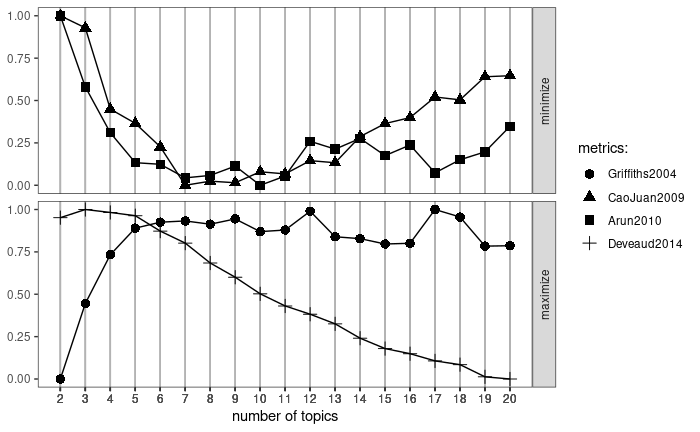 1.00
0.75
0.50
0.25
0.00
minimize
1.00
0.75
0.50
0.25
0.00
maximize
2 3 4 5 6 7 8 9 10 11 12 13 14 15 16 17 18 19 20
number of topics
metrics:
Griffiths2004
CaoJuan2009
Arun2010
Deveaud2014